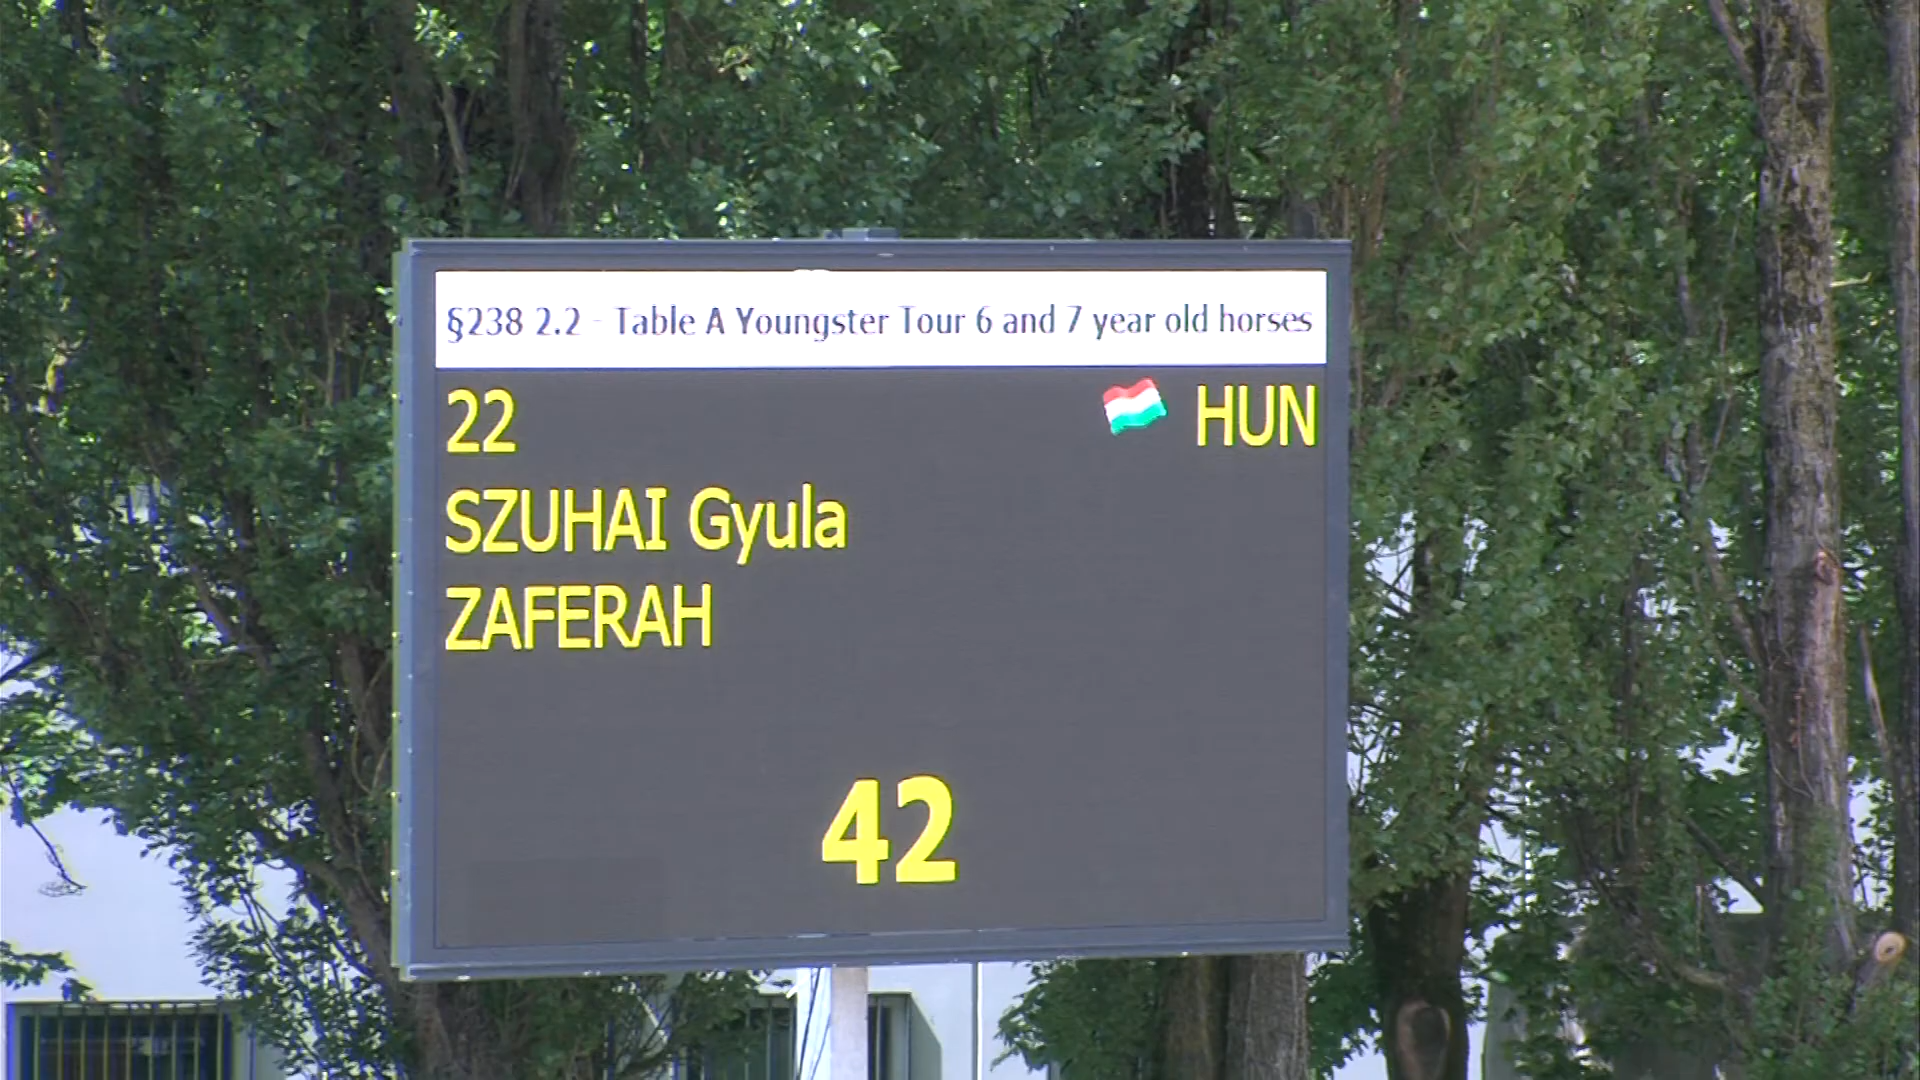 §238 2.2 - Table A Youngster Tour 6 and 7 year old horses
22 HUN
SZUHAI Gyula
ZAFERAH
42